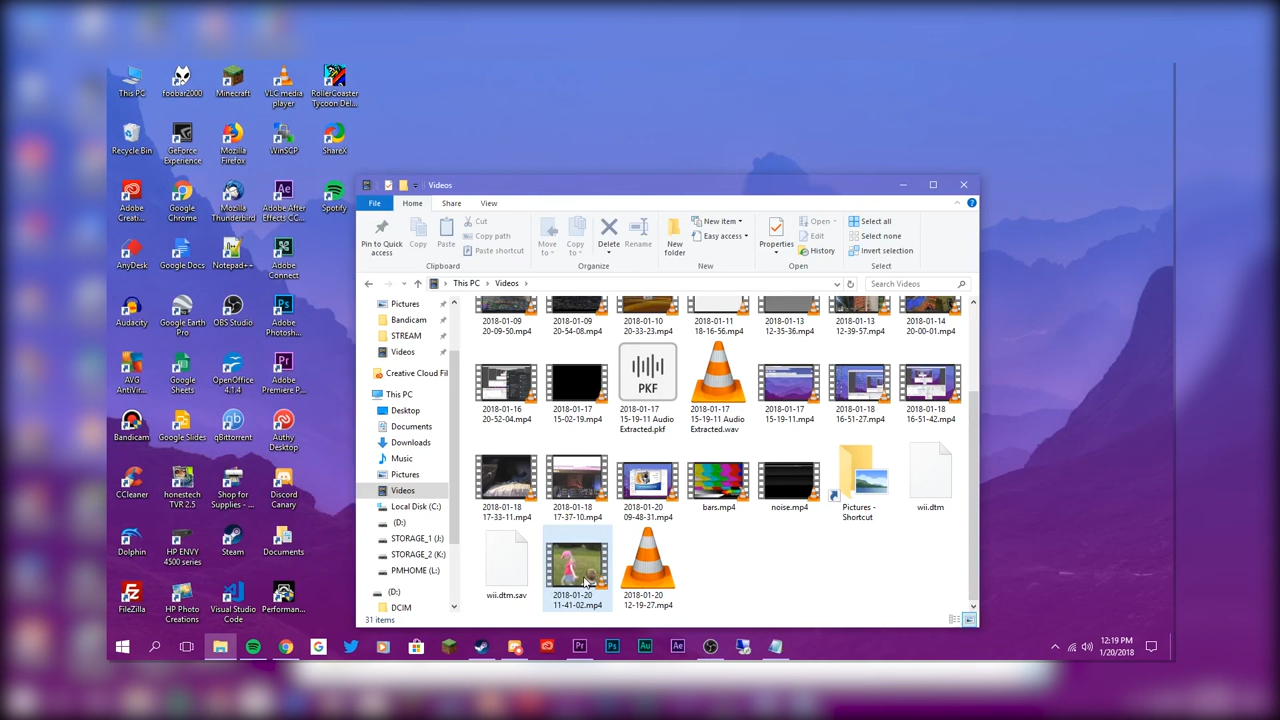 This PC
foobar2000
Minecraft
VLC media
player
RollerCoaster
Tycoon Del...
Recycle Bin
GeForce
Experience
Mozilla
Firefox
WinSCP
ShareX
Adobe
Creati...
Google
Chrome
Mozilla
Thunderbird
Adobe After
Effects CC...
Spotify
AnyDesk
Google Docs
Notepad++
Adobe
Connect
Audacity
Google Earth
Pro
OBS Studio
Adobe
Photosh...
AVG
AntiVir...
Google
Sheets
OpenOffice
4.1.4
Adobe
Premiere P...
Bandicam
Google Slides
qBittorrent
Authy
Desktop
CCleaner
honestech
TVR 2.5
Shop for
Supplies - ...
Discord
Canary
Dolphin
HP ENVY
4500 series
Steam
Documents
FileZilla
HP Photo
Creations
Visual Studio
Code
Performan...
Videos
File
Home
Share
View
Pin to Quick
access
Copy
Paste
Cut
Copy path
Paste shortcut
Clipboard
Move
to
Copy
to
Delete
Rename
Organize
New
folder
New item
Easy access
New
Properties
Open
Edit
History
Open
Select all
Select none
Invert selection
Select
This PC > Videos >
Search Videos
Pictures
Bandicam
STREAM
Videos
Creative Cloud Fil
This PC
Desktop
Documents
Downloads
Music
Pictures
Videos
Local Disk (C:)
(D:)
STORAGE_1 (J:)
STORAGE_2 (K:)
PMHOME (L:)
(D:)
DCIM
2018-01-09
20-09-50.mp4
2018-01-09
20-54-08.mp4
2018-01-10
20-33-23.mp4
2018-01-11
18-16-56.mp4
2018-01-13
12-35-36.mp4
2018-01-13
12-39-57.mp4
2018-01-14
20-00-01.mp4
PKF
2018-01-16
20-52-04.mp4
2018-01-17
15-02-19.mp4
2018-01-17
15-19-11 Audio
Extracted.pkf
2018-01-17
15-19-11 Audio
Extracted.wav
2018-01-17
15-19-11.mp4
2018-01-18
16-51-27.mp4
2018-01-18
16-51-42.mp4
2018-01-18
17-33-11.mp4
2018-01-18
17-37-10.mp4
2018-01-20
09-48-31.mp4
bars.mp4
noise.mp4
Pictures -
Shortcut
wii.dtm
wii.dtm.sav
2018-01-20
11-41-02.mp4
2018-01-20
12-19-27.mp4
31 items
12:19 PM
1/20/2018